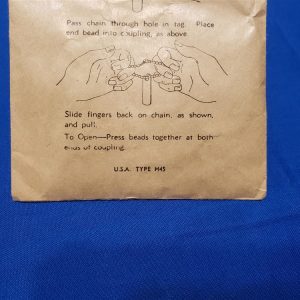 Pass chain through hole in tag. Place
end bead into coupling, as above.
Slide fingers back on chain, as shown,
and pull.
To Open—Press beads together at both
ends of coupling.
U.S.A. TYPE M45